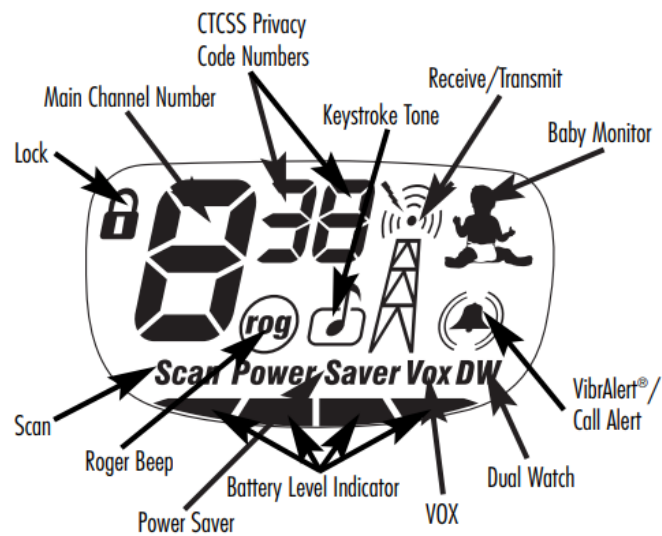 CTCSS Privacy
Code Numbers
Receive/Transmit
Main Channel Number
Keystroke Tone
Baby Monitor
Lock
8 38
rog
Scan Power Saver Vox DW
VibrAlert®/
Call Alert
Scan
Roger Beep
Battery Level Indicator
Dual Watch
Power Saver
VOX